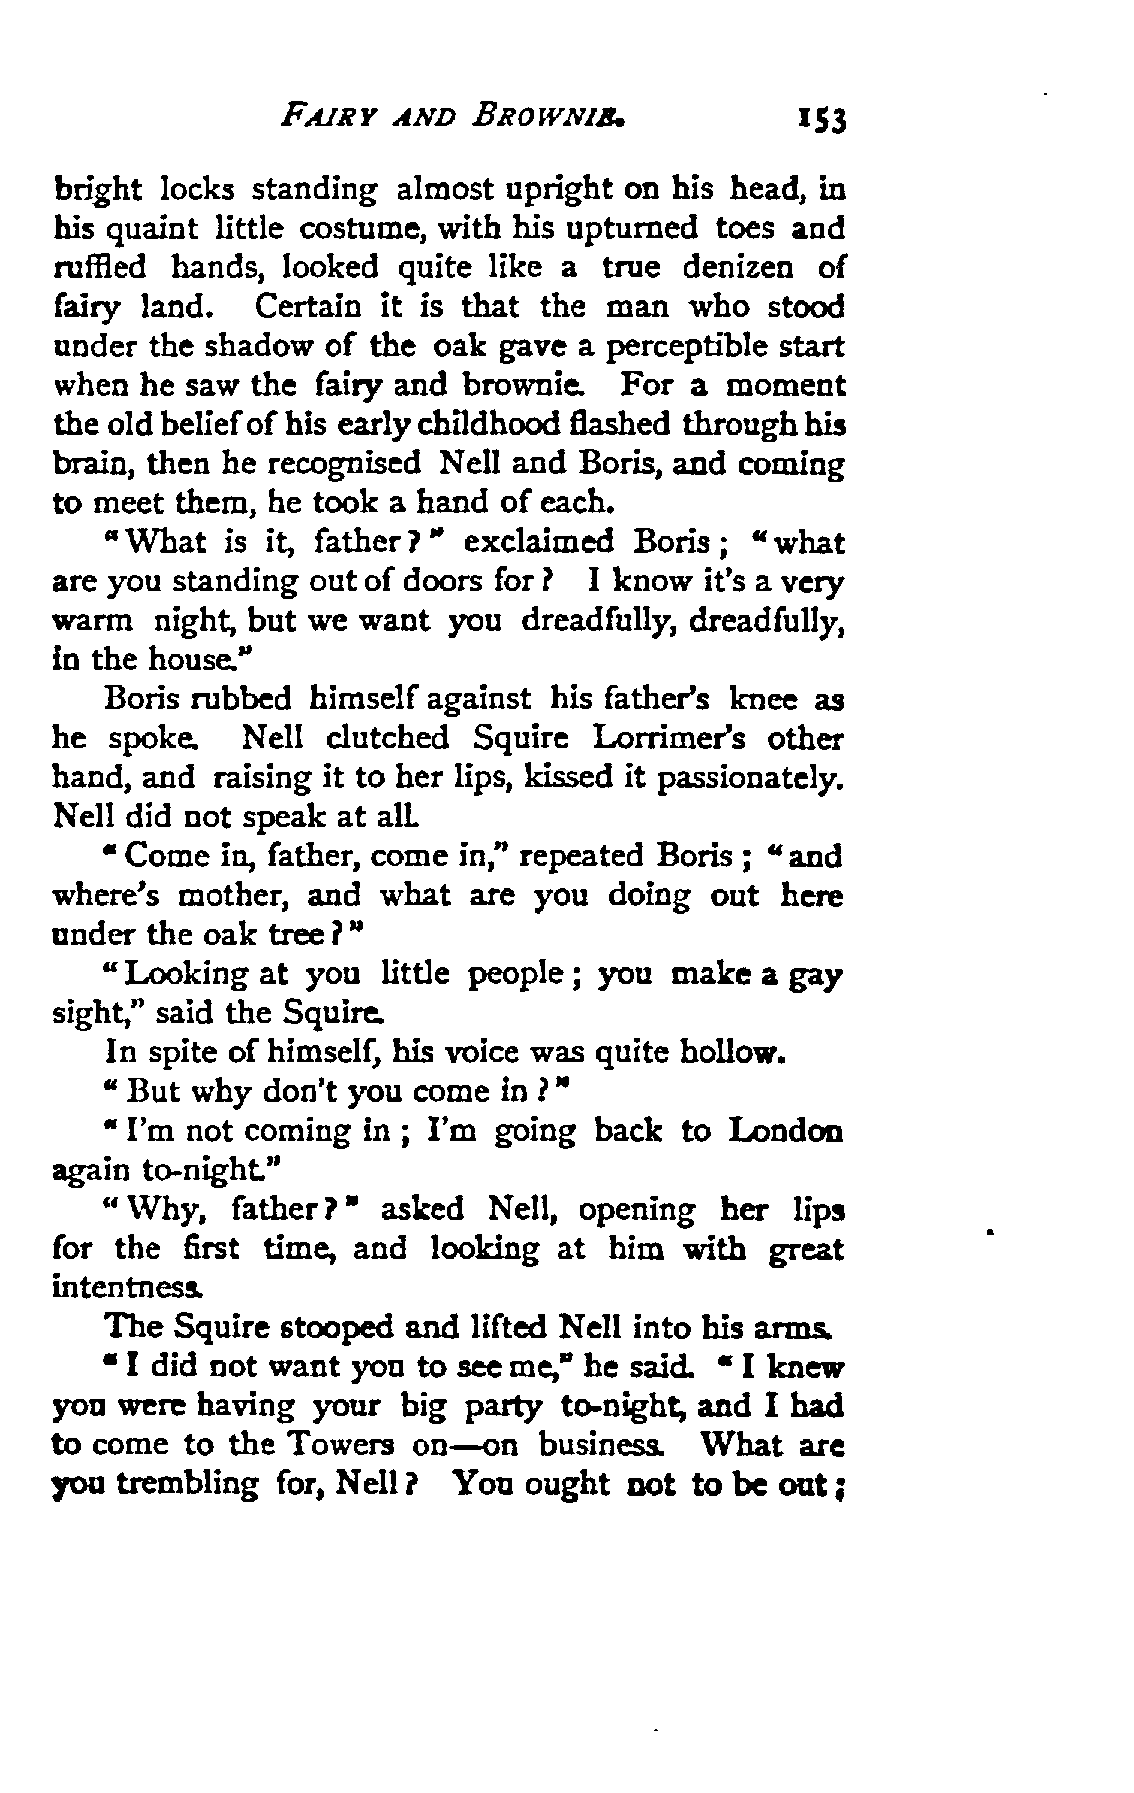 FAIRY AND BROWNIE. 153
bright locks standing almost upright on his head, in
his quaint little costume, with his upturned toes and
ruffled hands, looked quite like a true denizen of
fairy land. Certain it is that the man who stood
under the shadow of the oak gave a perceptible start
when he saw the fairy and brownie. For a moment
the old belief of his early childhood flashed through his
brain, then he recognised Nell and Boris, and coming
to meet them, he took a hand of each.
"What is it, father?" exclaimed Boris; "what
are you standing out of doors for? I know it's a very
warm night, but we want you dreadfully, dreadfully,
in the house."
Boris rubbed himself against his father's knee as
he spoke. Nell clutched Squire Lorrimer's other
hand, and raising it to her lips, kissed it passionately.
Nell did not speak at all.
"Come in, father, come in," repeated Boris; "and
where's mother, and what are you doing out here
under the oak tree?"
"Looking at you little people; you make a gay
sight," said the Squire.
In spite of himself, his voice was quite hollow.
"But why don't you come in?"
"I'm not coming in; I'm going back to London
again to-night."
"Why, father?" asked Nell, opening her lips
for the first time, and looking at him with great
intentness.
The Squire stooped and lifted Nell into his arms.
"I did not want you to see me," he said. "I knew
you were having your big party to-night, and I had
to come to the Towers on—on business. What are
you trembling for, Nell? You ought not to be out;